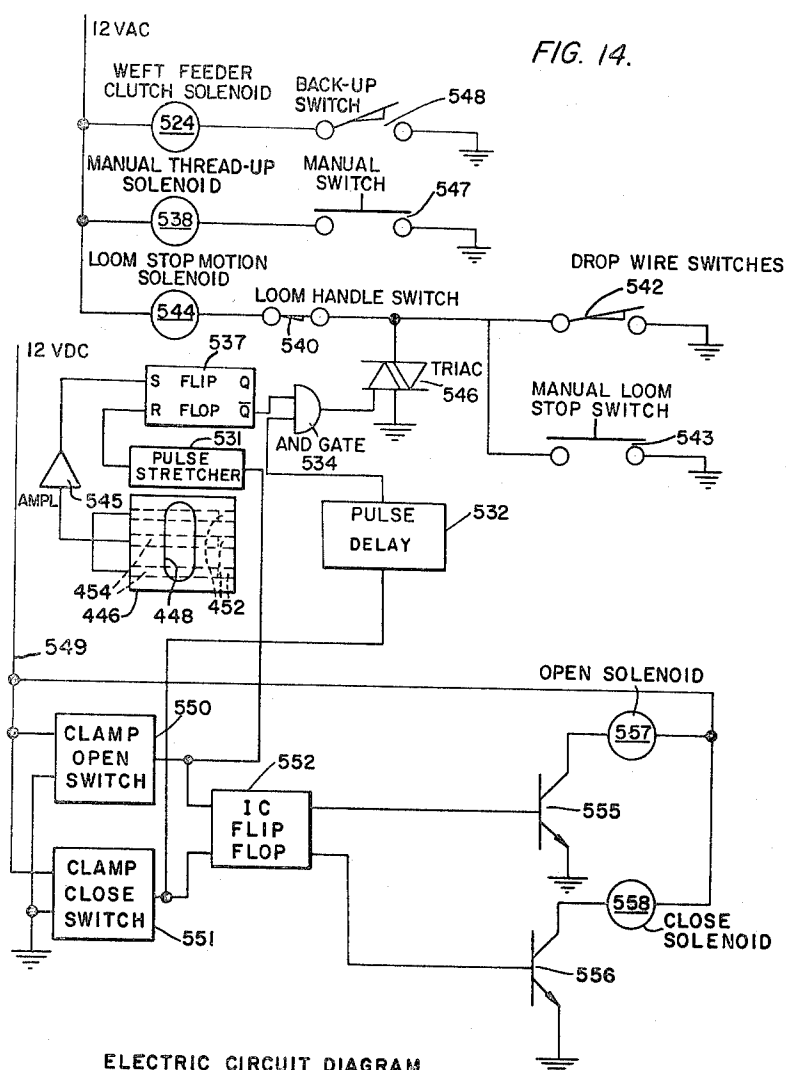 12 VAC
FIG. 14.
WEFT FEEDER
CLUTCH SOLENOID
524
BACK-UP
SWITCH
548
MANUAL THREAD-UP
SOLENOID
538
MANUAL
SWITCH
547
LOOM STOP MOTION
SOLENOID
544
LOOM HANDLE SWITCH
540
DROP WIRE SWITCHES
542
12 VDC
537
S FLIP Q
R FLOP Q̅
TRIAC
546
AND GATE
534
MANUAL LOOM
STOP SWITCH
543
531
PULSE
STRETCHER
AMPL
545
PULSE
DELAY
532
454
446
448
452
549
OPEN SOLENOID
557
550
CLAMP
OPEN
SWITCH
552
IC
FLIP
FLOP
555
CLAMP
CLOSE
SWITCH
551
558
CLOSE
SOLENOID
556
ELECTRIC CIRCUIT DIAGRAM